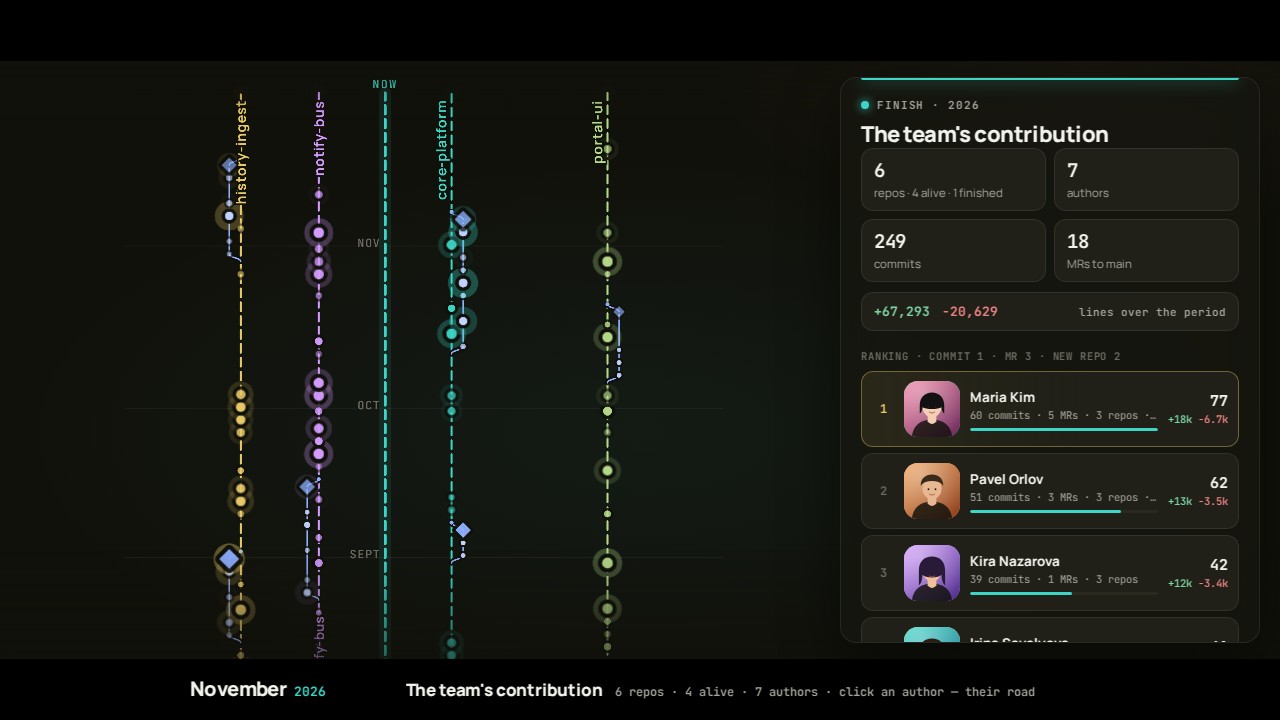 NOW
history-ingest
notify-bus
core-platform
portal-ui
NOV
OCT
SEPT
fy-bus
FINISH · 2026
The team's contribution
6
repos · 4 alive · 1 finished
7
authors
249
commits
18
MRs to main
+67,293 -20,629
lines over the period
RANKING · COMMIT 1 · MR 3 · NEW REPO 2
1
Maria Kim
60 commits · 5 MRs · 3 repos ·…
77
+18k -6.7k
2
Pavel Orlov
51 commits · 3 MRs · 3 repos ·…
62
+13k -3.5k
3
Kira Nazarova
39 commits · 1 MRs · 3 repos
42
+12k -3.4k
November 2026
The team's contribution
6 repos · 4 alive · 7 authors · click an author — their road